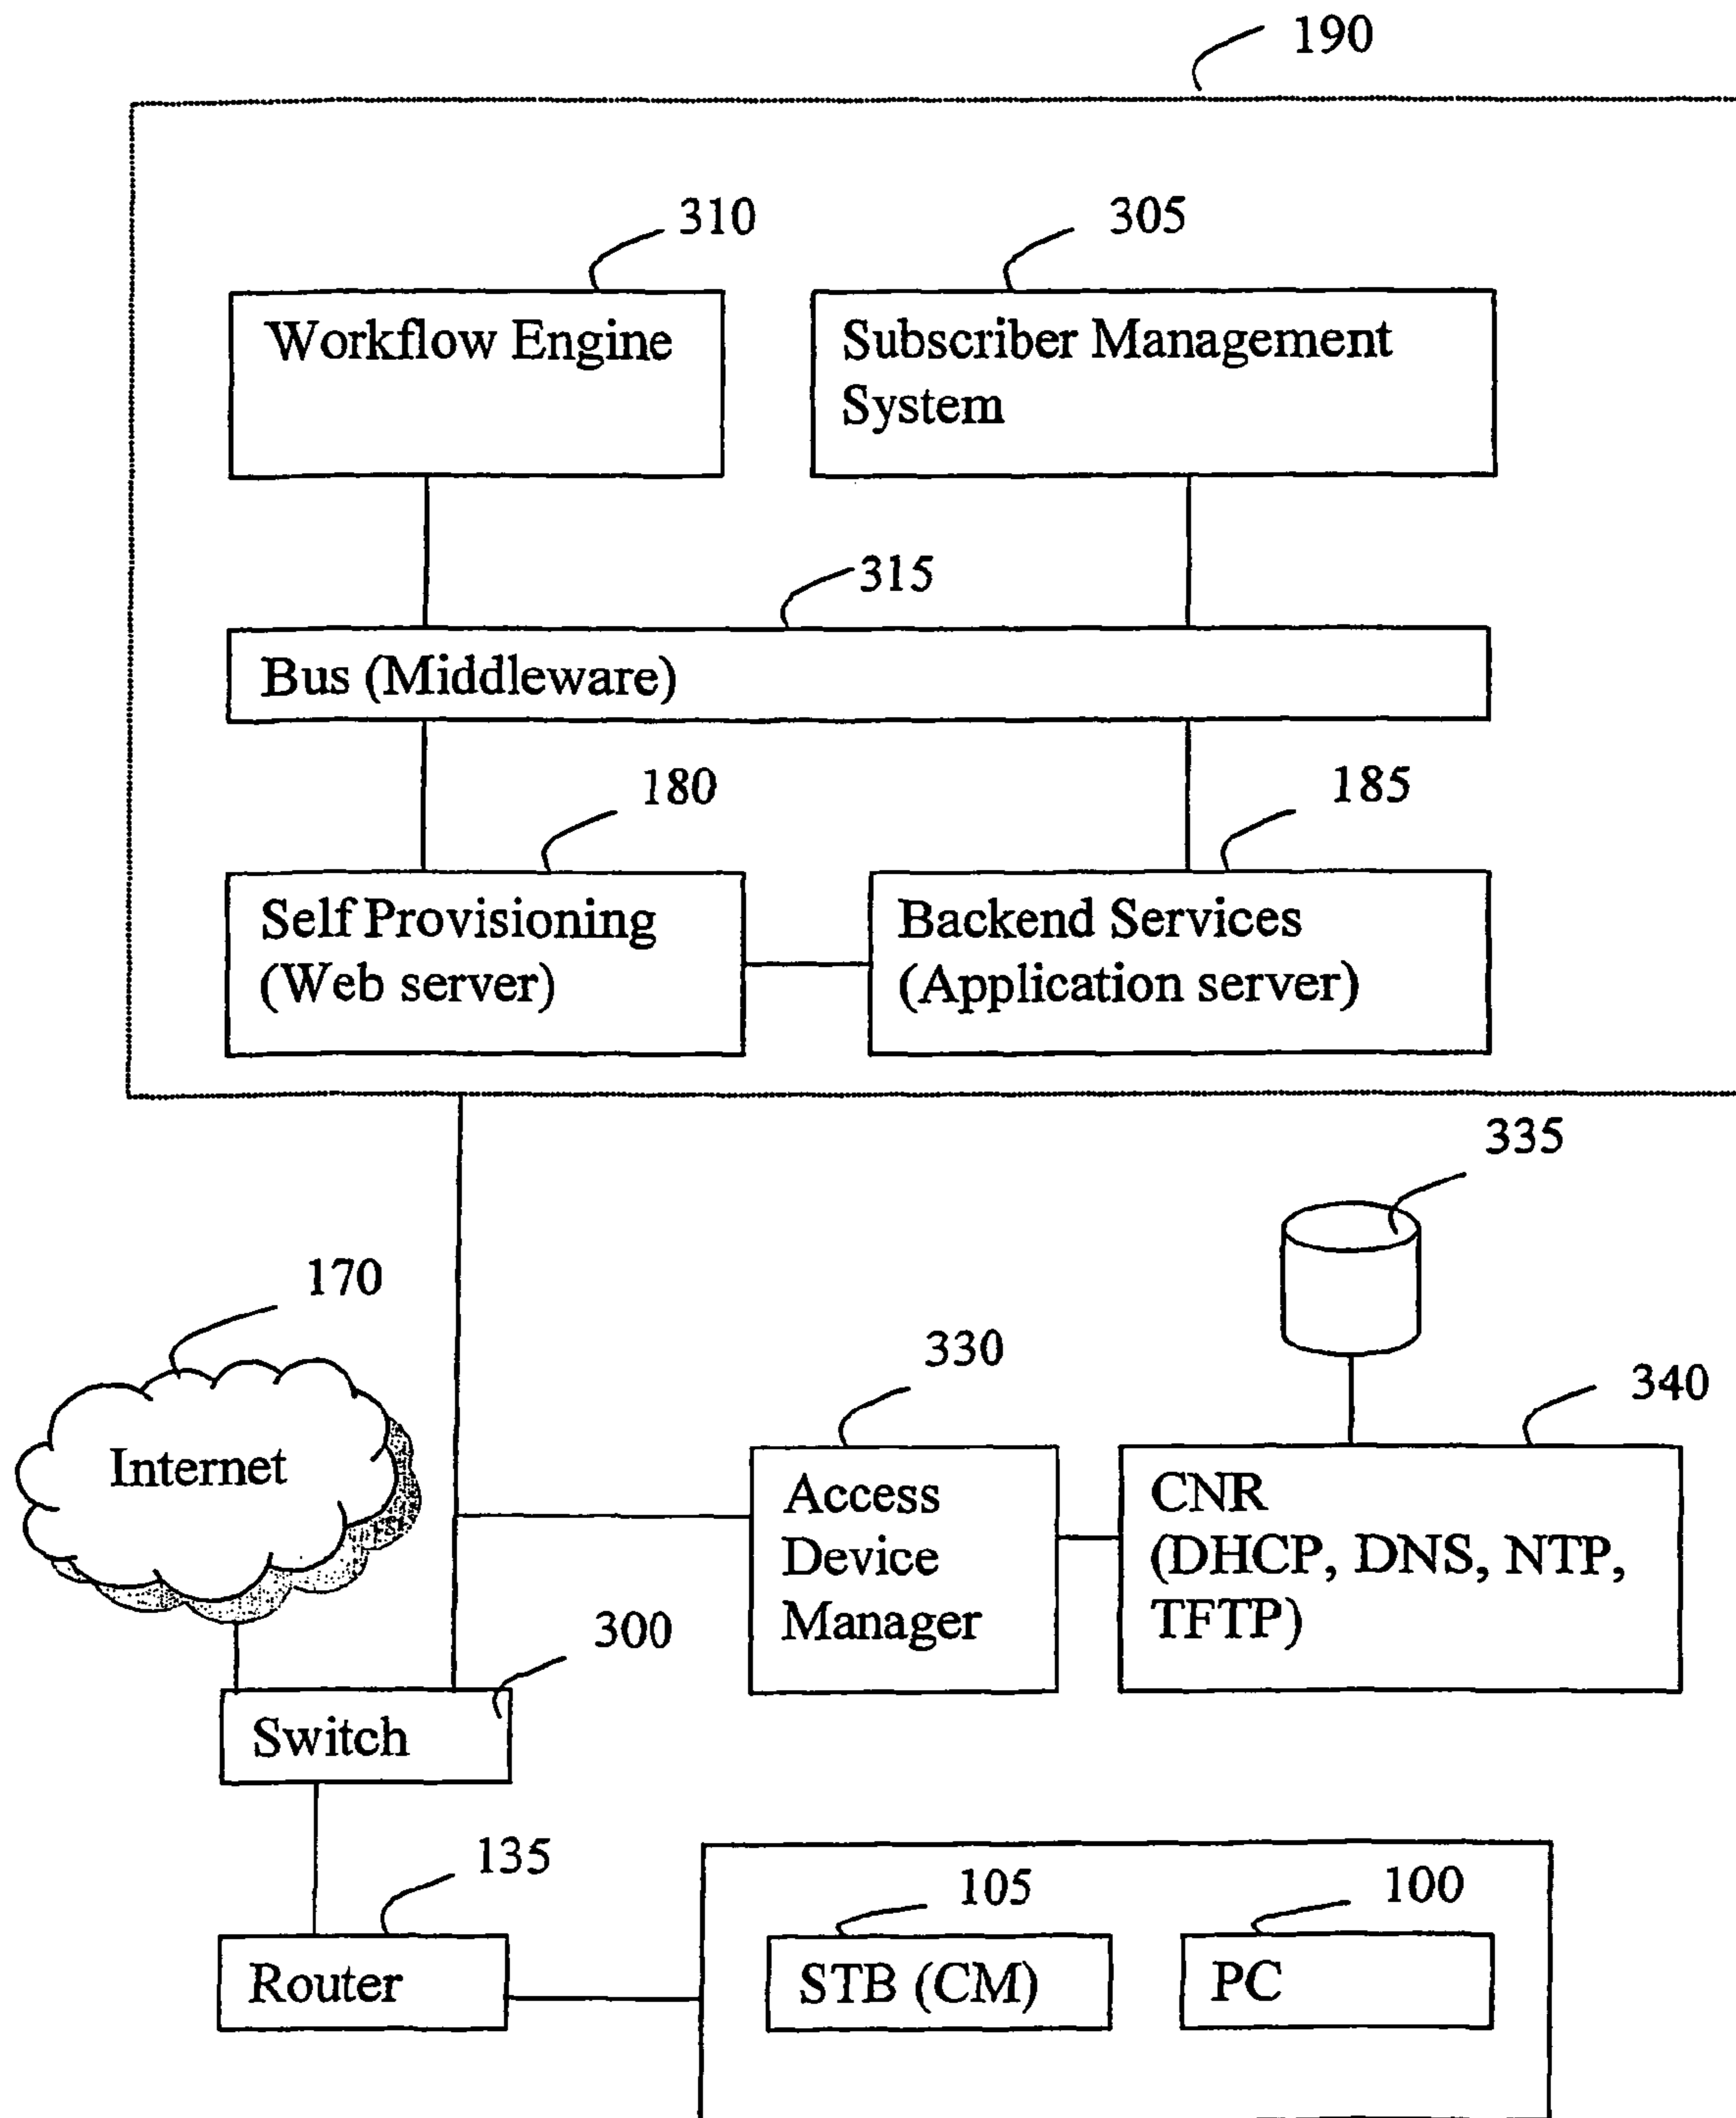 190
310
305
Workflow Engine
Subscriber Management
System
315
Bus (Middleware)
180
185
Self Provisioning
(Web server)
Backend Services
(Application server)
335
170
330
340
Internet
Access
Device
Manager
CNR
(DHCP, DNS, NTP,
TFTP)
300
Switch
135
105
100
Router
STB (CM)
PC